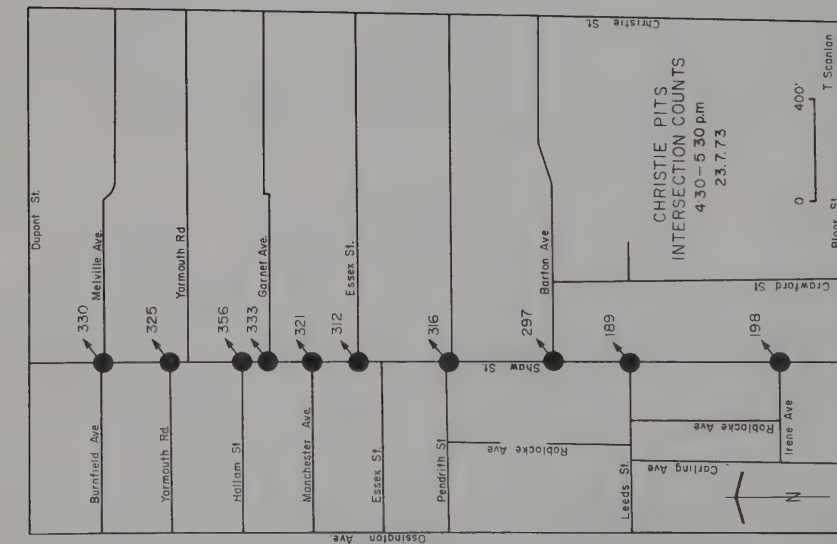 Dupont St.
Burnfield Ave
330
Melville Ave.
325
Yarmouth Rd
Yarmouth Rd
356
Hallam St
333
Garnet Ave.
321
Manchester Ave.
312
Essex St.
Essex St.
316
Pendrith St
297
Barton Ave
189
Leeds St.
198
Irene Ave
Ossington Ave.
Shaw St.
Christie St.
Crawford St
Roblocke Ave
Roblocke Ave
Carling Ave.
N
CHRISTIE PITS
INTERSECTION COUNTS
4:30-5 30 p.m
23.7.73
0 400'
Bloor St.
T Scanlan